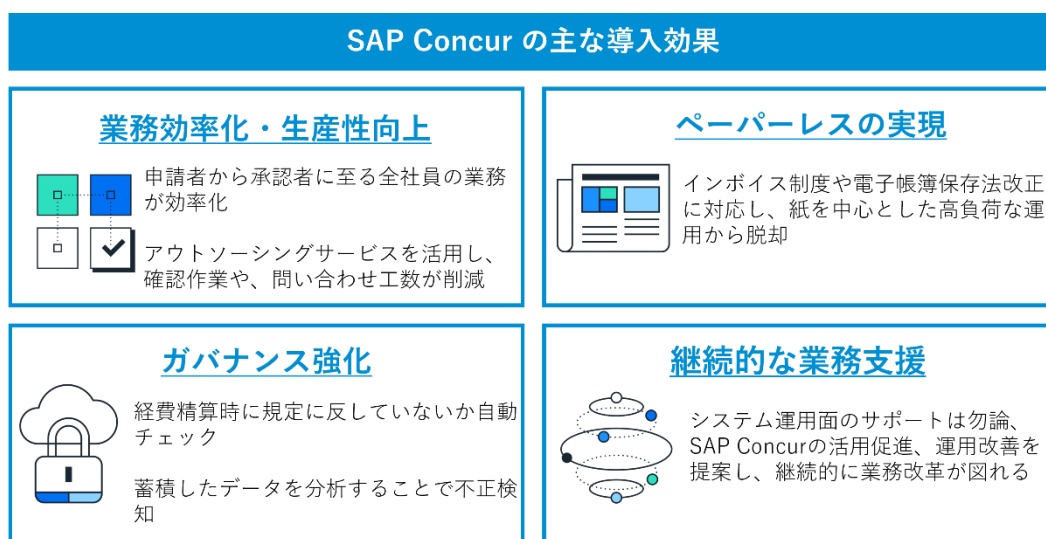 SAP Concur の主な導入効果
業務効率化・生産性向上
申請者から承認者に至る全社員の業務
が効率化
アウトソーシングサービスを活用し、
確認作業や、問い合わせ工数が削減
ペーパーレスの実現
インボイス制度や電子帳簿保存法改正
に対応し、紙を中心とした高負荷な運
用から脱却
ガバナンス強化
経費精算時に規定に反していないか自動
チェック
蓄積したデータを分析することで不正検
知
継続的な業務支援
システム運用面のサポートは勿論、
SAP Concurの活用促進、運用改善を
提案し、継続的に業務改革が図れる